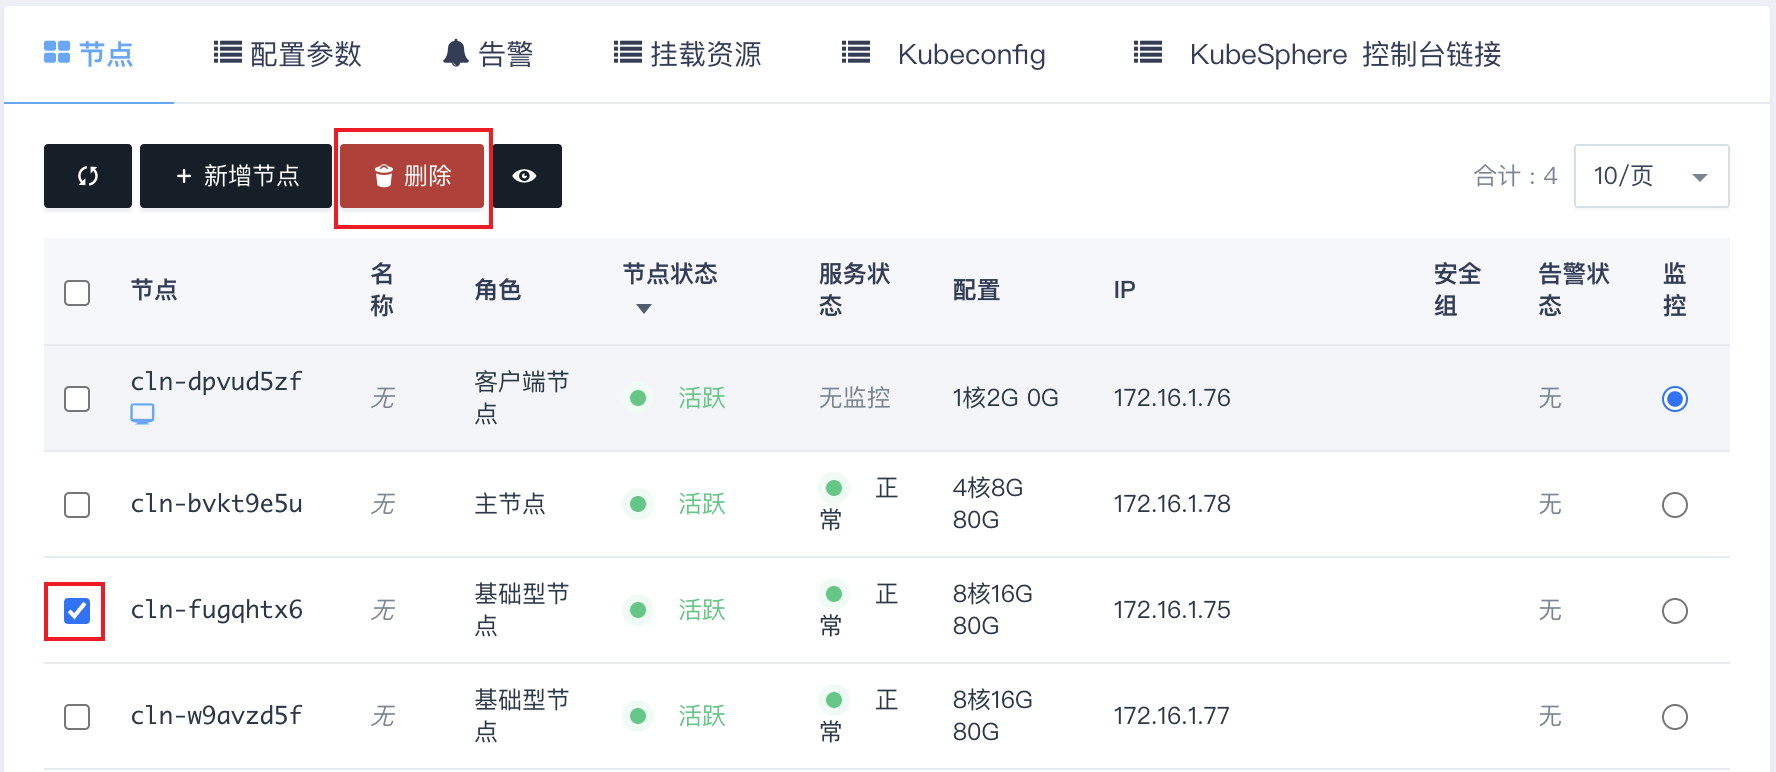 节点 配置参数 告警 挂载资源 Kubeconfig KubeSphere 控制台链接
+ 新增节点 删除 合计：4 10/页
节点 名称 角色 节点状态 服务状态 配置 IP 安全组 告警状态 监控
cln-dpvud5zf 无 客户端节点 活跃 无监控 1核2G 0G 172.16.1.76 无
cln-bvkt9e5u 无 主节点 活跃 正常 4核8G 80G 172.16.1.78 无
cln-fugqhtx6 无 基础型节点 活跃 正常 8核16G 80G 172.16.1.75 无
cln-w9avzd5f 无 基础型节点 活跃 正常 8核16G 80G 172.16.1.77 无